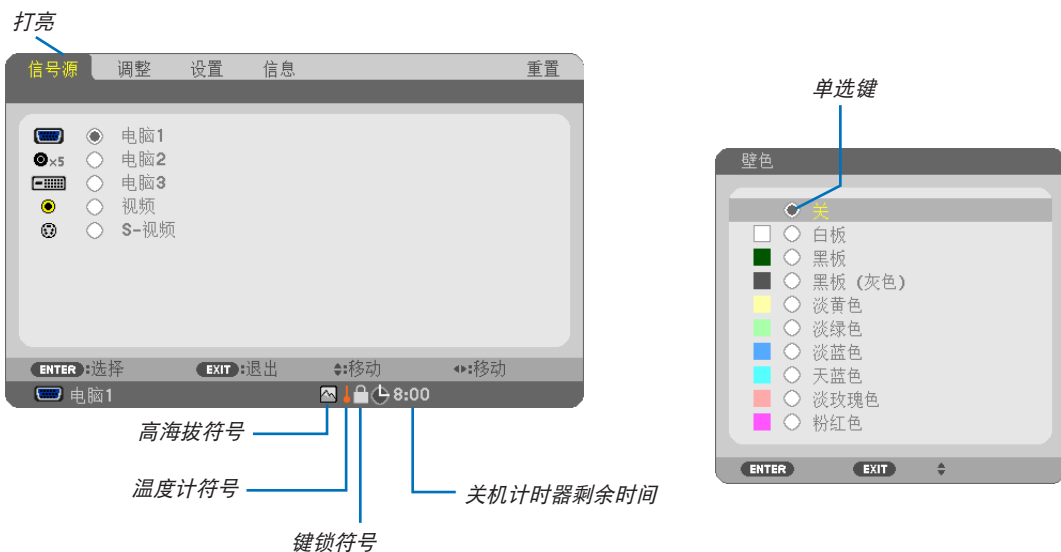 打亮
信号源 调整 设置 信息 重置
电脑1
×5 电脑2
电脑3
视频
S-视频
ENTER:选择 EXIT:退出 :移动 :移动
电脑1 8:00
高海拔符号
温度计符号
关机计时器剩余时间
键锁符号
单选键
壁色
关
白板
黑板
黑板 (灰色)
淡黄色
淡绿色
淡蓝色
天蓝色
淡玫瑰色
粉红色
ENTER EXIT